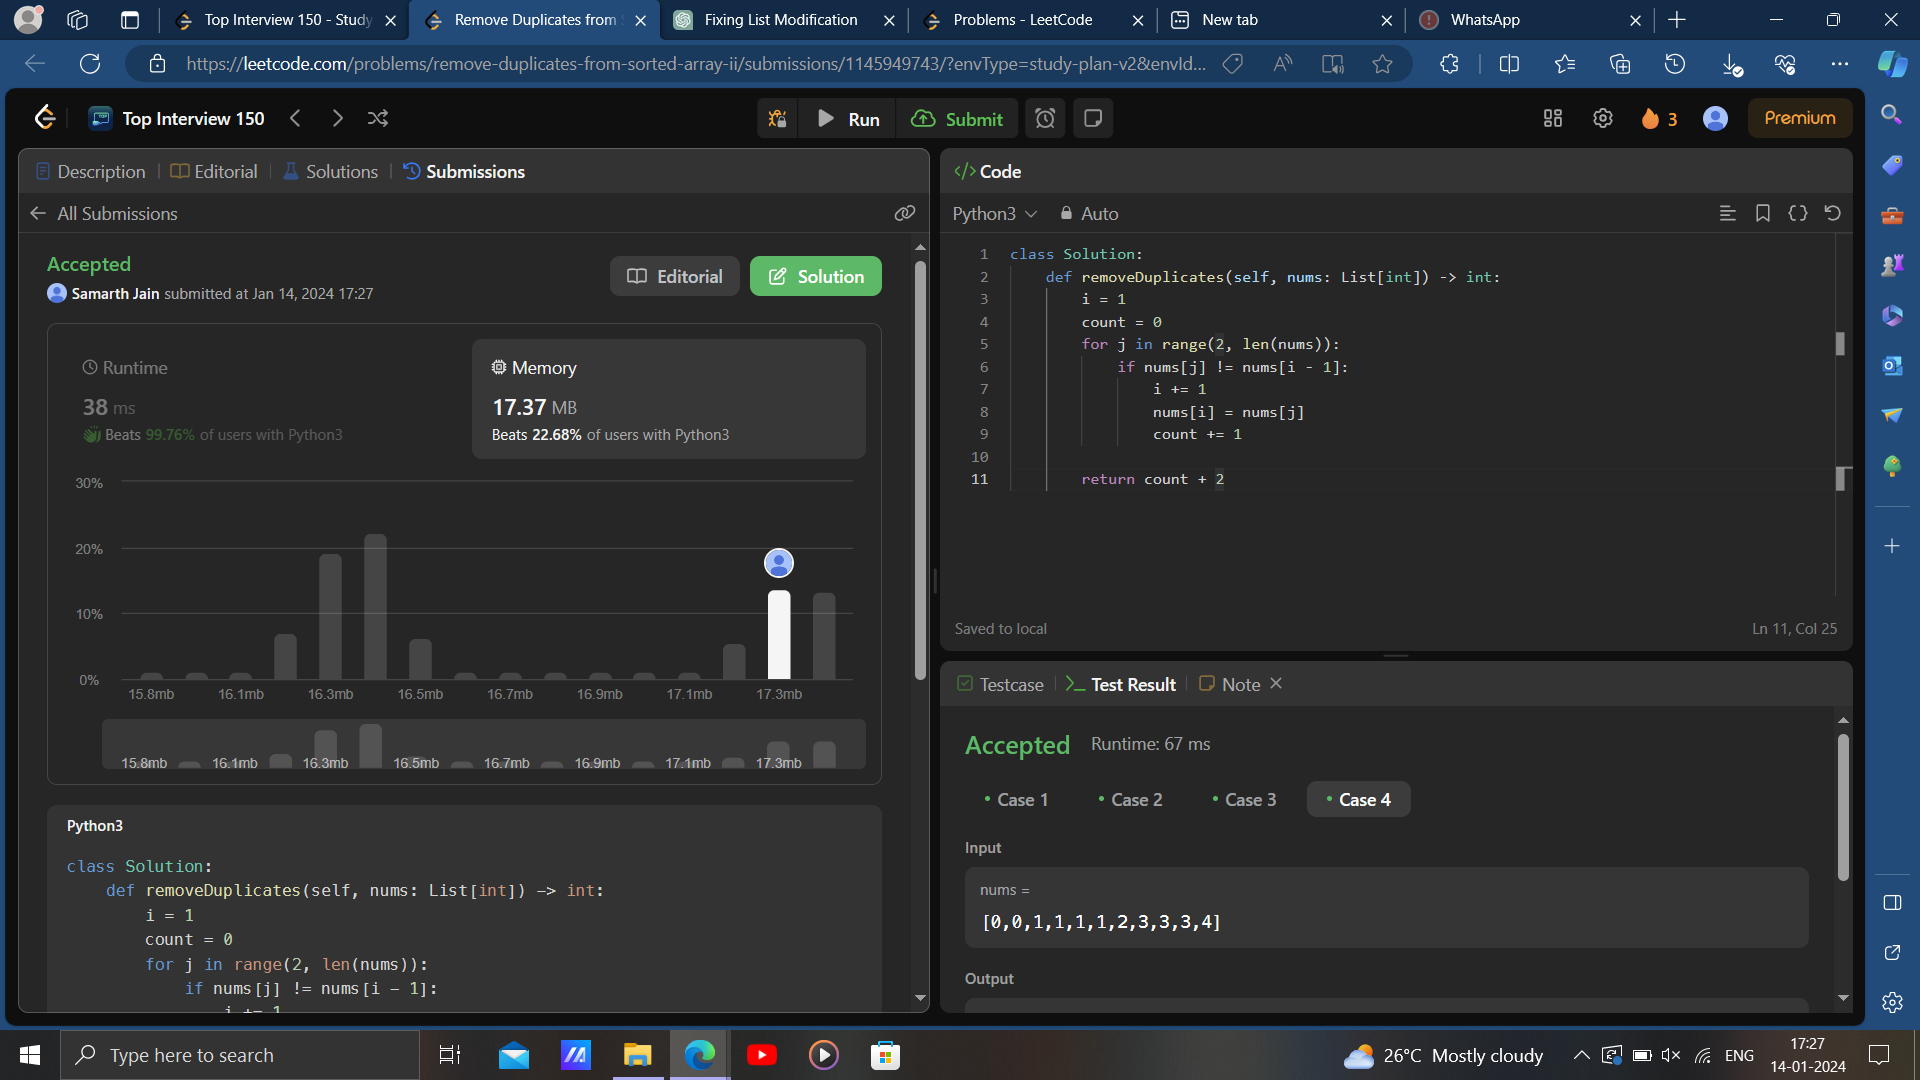 Top Interview 150 - Study
Remove Duplicates from S
Fixing List Modification
Problems - LeetCode
New tab
WhatsApp
https://leetcode.com/problems/remove-duplicates-from-sorted-array-ii/submissions/1145949743/?envType=study-plan-v2&envId...
Top Interview 150
Run
Submit
3
Premium
Description
Editorial
Solutions
Submissions
All Submissions
Accepted
Samarth Jain submitted at Jan 14, 2024 17:27
Editorial
Solution
Runtime
38 ms
Beats 99.76% of users with Python3
Memory
17.37 MB
Beats 22.68% of users with Python3
30%
20%
10%
0%
15.8mb 16.1mb 16.3mb 16.5mb 16.7mb 16.9mb 17.1mb 17.3mb
15.8mb 16.1mb 16.3mb 16.5mb 16.7mb 16.9mb 17.1mb 17.3mb
Python3
class Solution:
def removeDuplicates(self, nums: List[int]) -> int:
i = 1
count = 0
for j in range(2, len(nums)):
if nums[j] != nums[i - 1]:
i += 1
</> Code
Python3
Auto
1 class Solution:
2 def removeDuplicates(self, nums: List[int]) -> int:
3 i = 1
4 count = 0
5 for j in range(2, len(nums)):
6 if nums[j] != nums[i - 1]:
7 i += 1
8 nums[i] = nums[j]
9 count += 1
10
11 return count + 2
Saved to local
Ln 11, Col 25
Testcase
Test Result
Note
Accepted Runtime: 67 ms
Case 1
Case 2
Case 3
Case 4
Input
nums =
[0,0,1,1,1,1,2,3,3,3,4]
Output
Type here to search
26°C Mostly cloudy
ENG
17:27
14-01-2024